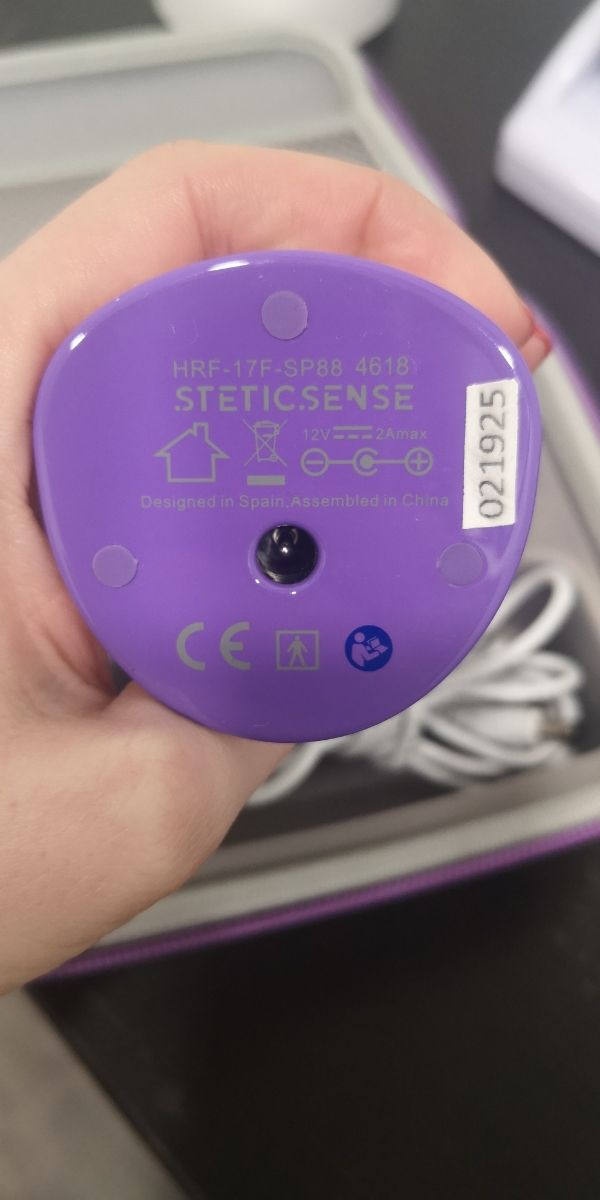 HRF-17F-SP88 4618
STETIC.SENSE
12V 2Amax
Designed in Spain,Assembled in China
021925
CE